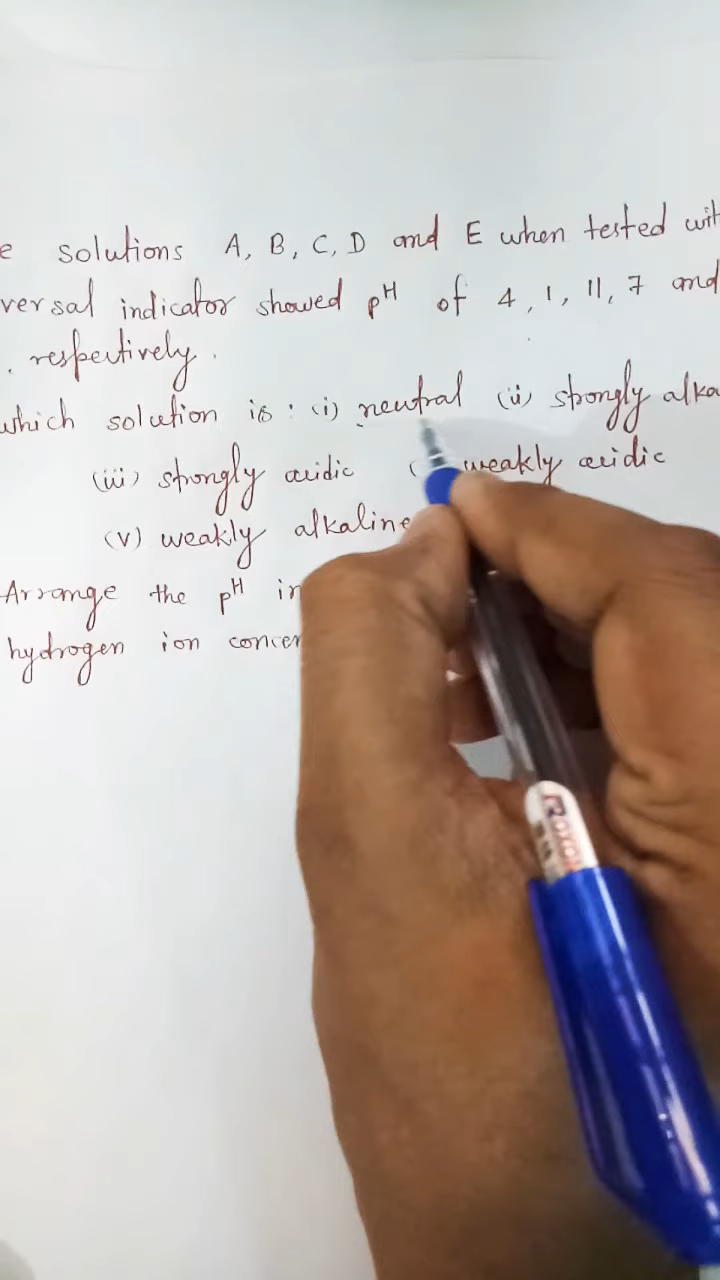 e solutions A, B, C, D and E when tested wit
versal indicator showed pH of 4, 1, 11, 7 and
. respectively.
which solution is : (i) neutral (ii) strongly alka
(iii) strongly acidic ( weakly acidic
(v) weakly alkaline
Arrange the pH in
hydrogen ion concen